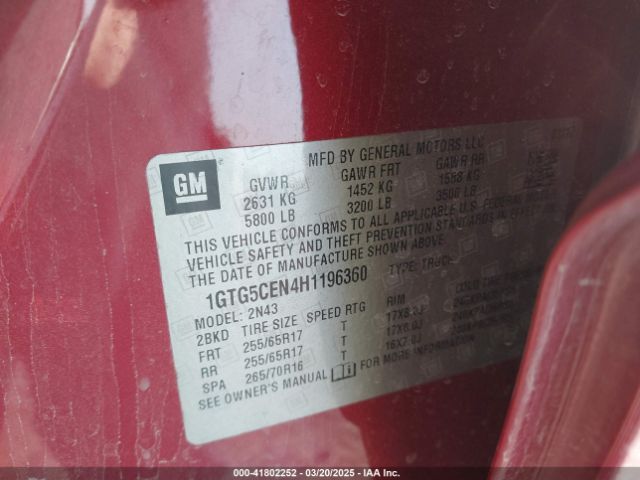 GM
MFD BY GENERAL MOTORS LLC
GVWR GAWR FRT GAWR RR
2631 KG 1452 KG 1588 KG
5800 LB 3200 LB 3500 LB
THIS VEHICLE CONFORMS TO ALL APPLICABLE U.S. FEDERAL MOTOR
VEHICLE SAFETY AND THEFT PREVENTION STANDARDS IN EFFECT ON
THE DATE OF MANUFACTURE SHOWN ABOVE.
1GTG5CEN4H1196360 TYPE: TRUCK
MODEL: 2N43
2BKD TIRE SIZE SPEED RTG RIM
FRT 255/65R17 T 17X8.0J
RR 255/65R17 T 17X8.0J
SPA 265/70R16 T 16X7.0J
SEE OWNER'S MANUAL FOR MORE INFORMATION
000-41802252 | 03/20/2025 | IAA Inc.